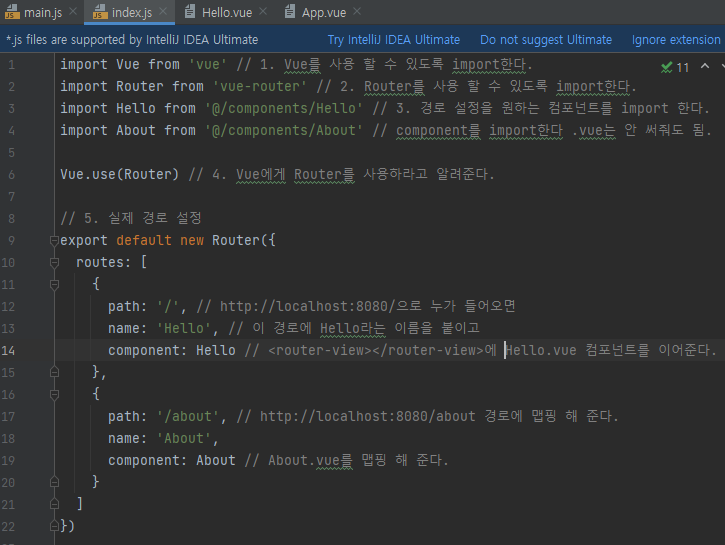 main.js index.js Hello.vue App.vue
*.js files are supported by IntelliJ IDEA Ultimate Try IntelliJ IDEA Ultimate Do not suggest Ultimate Ignore extension
1 import Vue from 'vue' // 1. Vue를 사용 할 수 있도록 import한다. 11
2 import Router from 'vue-router' // 2. Router를 사용 할 수 있도록 import한다.
3 import Hello from '@/components/Hello' // 3. 경로 설정을 원하는 컴포넌트를 import 한다.
4 import About from '@/components/About' // component를 import한다 .vue는 안 써줘도 됨.
5
6 Vue.use(Router) // 4. Vue에게 Router를 사용하라고 알려준다.
7
8 // 5. 실제 경로 설정
9 export default new Router({
10 routes: [
11 {
12 path: '/', // http://localhost:8080/으로 누가 들어오면
13 name: 'Hello', // 이 경로에 Hello라는 이름을 붙이고
14 component: Hello // <router-view></router-view>에 Hello.vue 컴포넌트를 이어준다.
15 },
16 {
17 path: '/about', // http://localhost:8080/about 경로에 맵핑 해 준다.
18 name: 'About',
19 component: About // About.vue를 맵핑 해 준다.
20 }
21 ]
22 })